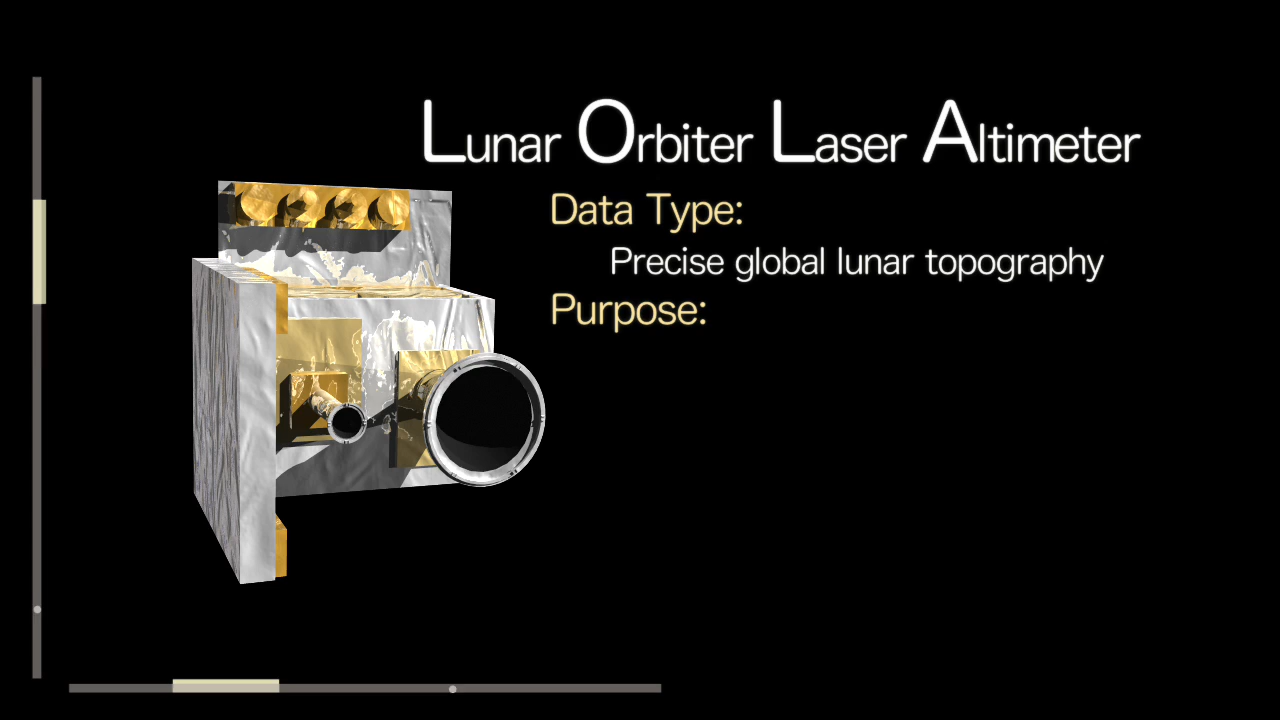 Lunar Orbiter Laser Altimeter
Data Type:
Precise global lunar topography
Purpose: